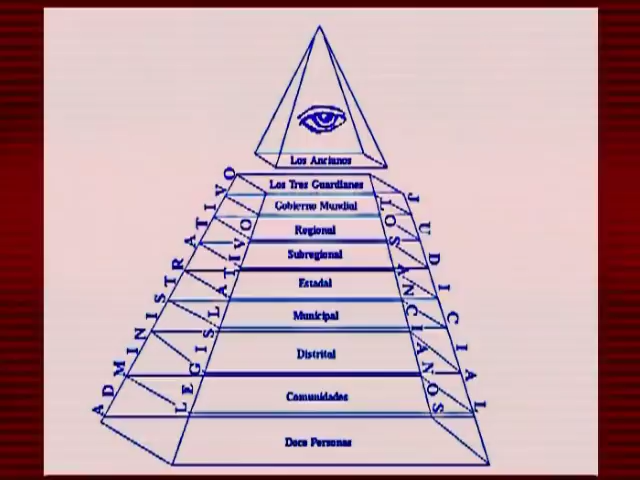 Los Ancianos
Los Tres Guardianes
Gobierno Mundial
Regional
Subregional
Estadal
Municipal
Distrital
Comunidades
Doce Personas
ADMINISTRATIVO
LEGISLATIVO
LOS ANCIANOS
JUDICIAL